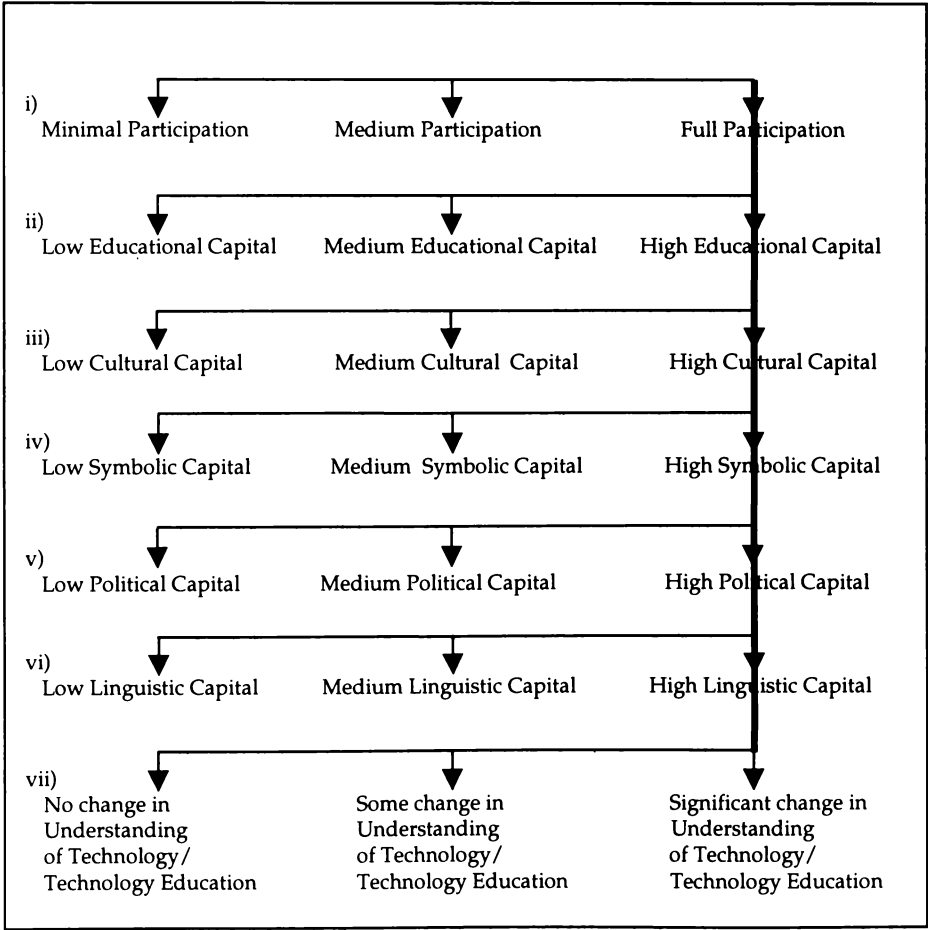 i)
Minimal Participation Medium Participation Full Participation
ii)
Low Educational Capital Medium Educational Capital High Educational Capital
iii)
Low Cultural Capital Medium Cultural Capital High Cultural Capital
iv)
Low Symbolic Capital Medium Symbolic Capital High Symbolic Capital
v)
Low Political Capital Medium Political Capital High Political Capital
vi)
Low Linguistic Capital Medium Linguistic Capital High Linguistic Capital
vii)
No change in
Understanding
of Technology/
Technology Education
Some change in
Understanding
of Technology/
Technology Education
Significant change in
Understanding
of Technology/
Technology Education